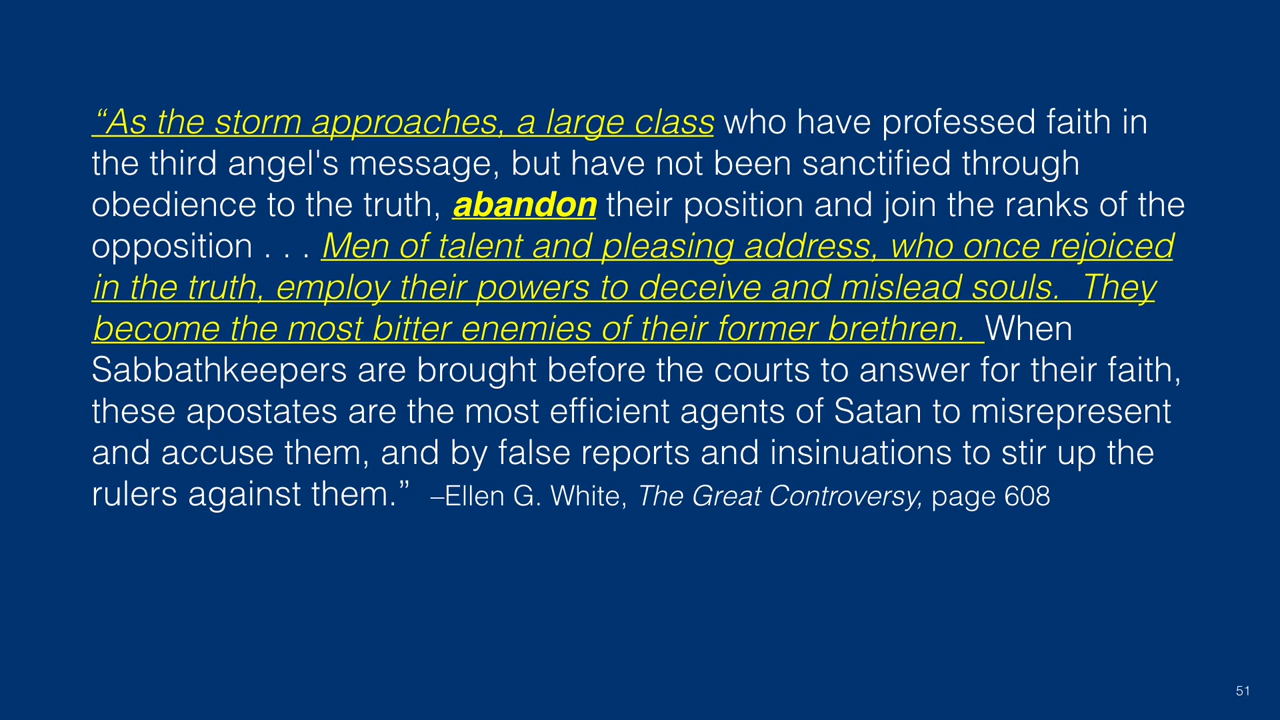 “As the storm approaches, a large class who have professed faith in
the third angel's message, but have not been sanctified through
obedience to the truth, abandon their position and join the ranks of the
opposition . . . Men of talent and pleasing address, who once rejoiced
in the truth, employ their powers to deceive and mislead souls.  They
become the most bitter enemies of their former brethren.  When
Sabbathkeepers are brought before the courts to answer for their faith,
these apostates are the most efficient agents of Satan to misrepresent
and accuse them, and by false reports and insinuations to stir up the
rulers against them.”  –Ellen G. White, The Great Controversy, page 608
51